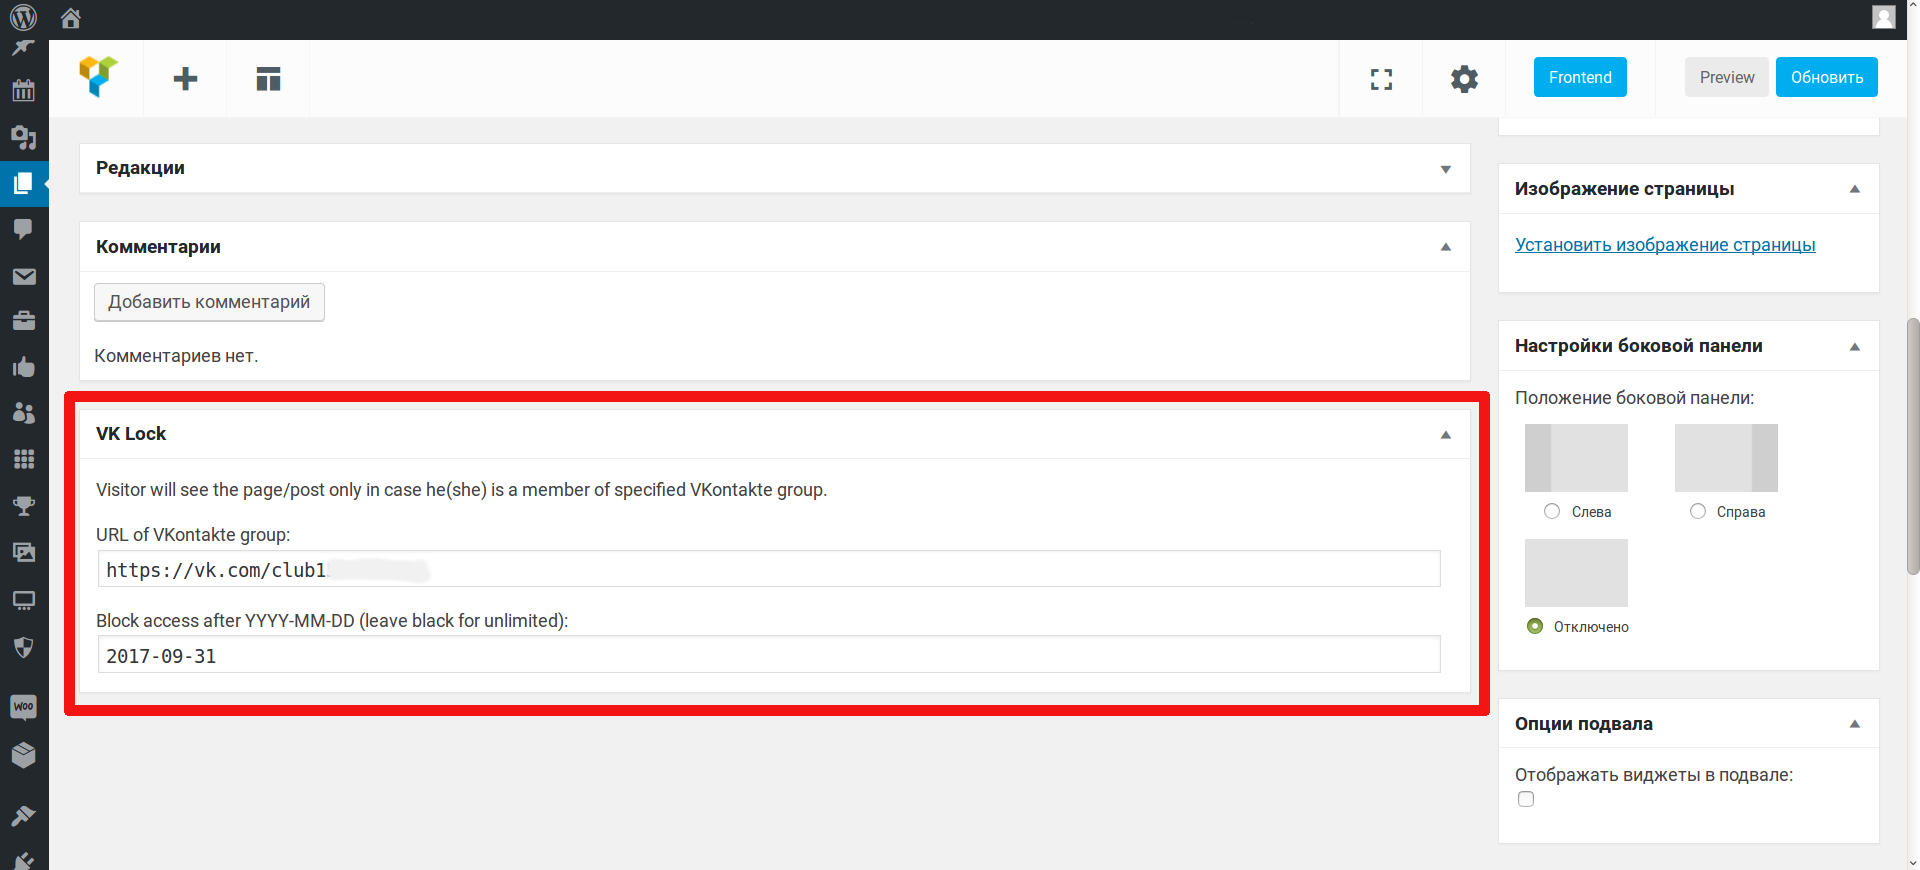 Frontend
Preview
Обновить
Редакции
Комментарии
Добавить комментарий
Комментариев нет.
VK Lock
Visitor will see the page/post only in case he(she) is a member of specified VKontakte group.
URL of VKontakte group:
https://vk.com/club1
Block access after YYYY-MM-DD (leave black for unlimited):
2017-09-31
Изображение страницы
Установить изображение страницы
Настройки боковой панели
Положение боковой панели:
Слева
Справа
Отключено
Опции подвала
Отображать виджеты в подвале:
Woo